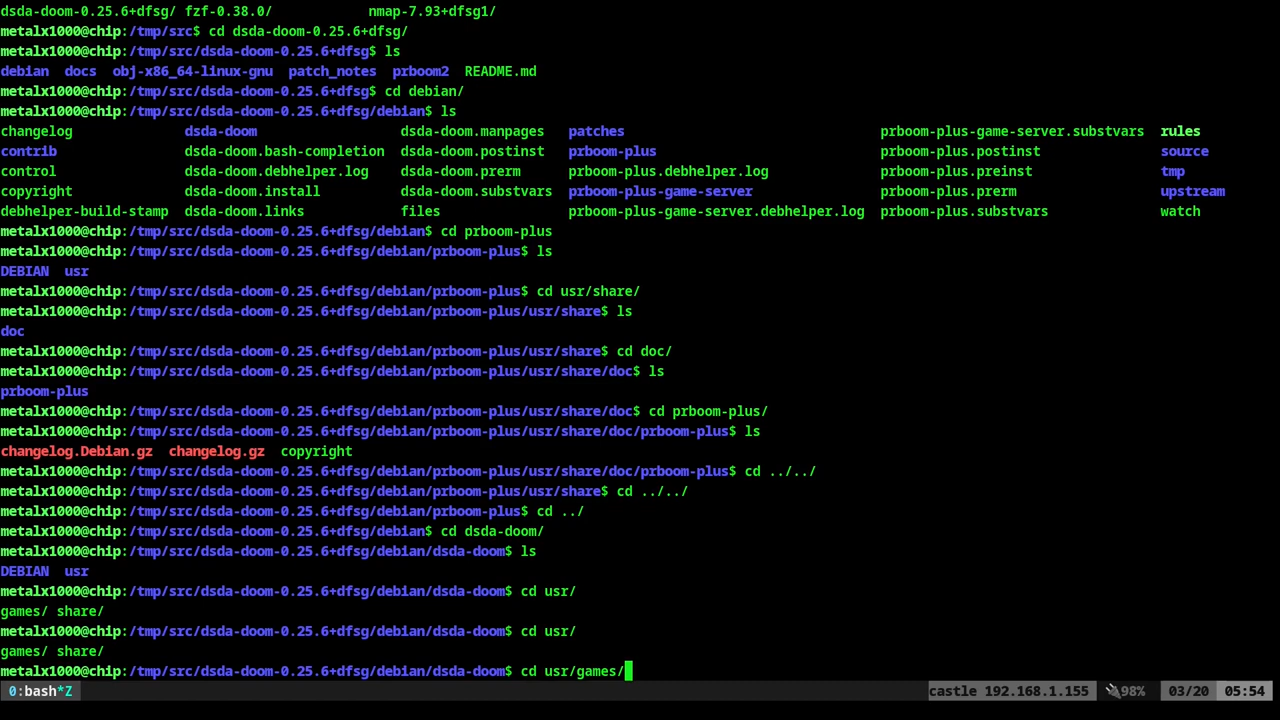 dsda-doom-0.25.6+dfsg/ fzf-0.38.0/            nmap-7.93+dfsg1/
metalx1000@chip:/tmp/src$ cd dsda-doom-0.25.6+dfsg/
metalx1000@chip:/tmp/src/dsda-doom-0.25.6+dfsg$ ls
debian  docs  obj-x86_64-linux-gnu  patch_notes  prboom2  README.md
metalx1000@chip:/tmp/src/dsda-doom-0.25.6+dfsg$ cd debian/
metalx1000@chip:/tmp/src/dsda-doom-0.25.6+dfsg/debian$ ls
changelog              dsda-doom                  dsda-doom.manpages   patches                                prboom-plus-game-server.substvars  rules
contrib                dsda-doom.bash-completion  dsda-doom.postinst   prboom-plus                            prboom-plus.postinst               source
control                dsda-doom.debhelper.log    dsda-doom.prerm      prboom-plus.debhelper.log              prboom-plus.preinst                tmp
copyright              dsda-doom.install          dsda-doom.substvars  prboom-plus-game-server                prboom-plus.prerm                  upstream
debhelper-build-stamp  dsda-doom.links            files                prboom-plus-game-server.debhelper.log  prboom-plus.substvars              watch
metalx1000@chip:/tmp/src/dsda-doom-0.25.6+dfsg/debian$ cd prboom-plus
metalx1000@chip:/tmp/src/dsda-doom-0.25.6+dfsg/debian/prboom-plus$ ls
DEBIAN  usr
metalx1000@chip:/tmp/src/dsda-doom-0.25.6+dfsg/debian/prboom-plus$ cd usr/share/
metalx1000@chip:/tmp/src/dsda-doom-0.25.6+dfsg/debian/prboom-plus/usr/share$ ls
doc
metalx1000@chip:/tmp/src/dsda-doom-0.25.6+dfsg/debian/prboom-plus/usr/share$ cd doc/
metalx1000@chip:/tmp/src/dsda-doom-0.25.6+dfsg/debian/prboom-plus/usr/share/doc$ ls
prboom-plus
metalx1000@chip:/tmp/src/dsda-doom-0.25.6+dfsg/debian/prboom-plus/usr/share/doc$ cd prboom-plus/
metalx1000@chip:/tmp/src/dsda-doom-0.25.6+dfsg/debian/prboom-plus/usr/share/doc/prboom-plus$ ls
changelog.Debian.gz  changelog.gz  copyright
metalx1000@chip:/tmp/src/dsda-doom-0.25.6+dfsg/debian/prboom-plus/usr/share/doc/prboom-plus$ cd ../../
metalx1000@chip:/tmp/src/dsda-doom-0.25.6+dfsg/debian/prboom-plus/usr/share$ cd ../../
metalx1000@chip:/tmp/src/dsda-doom-0.25.6+dfsg/debian/prboom-plus$ cd ../
metalx1000@chip:/tmp/src/dsda-doom-0.25.6+dfsg/debian$ cd dsda-doom/
metalx1000@chip:/tmp/src/dsda-doom-0.25.6+dfsg/debian/dsda-doom$ ls
DEBIAN  usr
metalx1000@chip:/tmp/src/dsda-doom-0.25.6+dfsg/debian/dsda-doom$ cd usr/
games/ share/
metalx1000@chip:/tmp/src/dsda-doom-0.25.6+dfsg/debian/dsda-doom$ cd usr/
games/ share/
metalx1000@chip:/tmp/src/dsda-doom-0.25.6+dfsg/debian/dsda-doom$ cd usr/games/
0:bash*Z castle 192.168.1.155 🔌98% 03/20 05:54